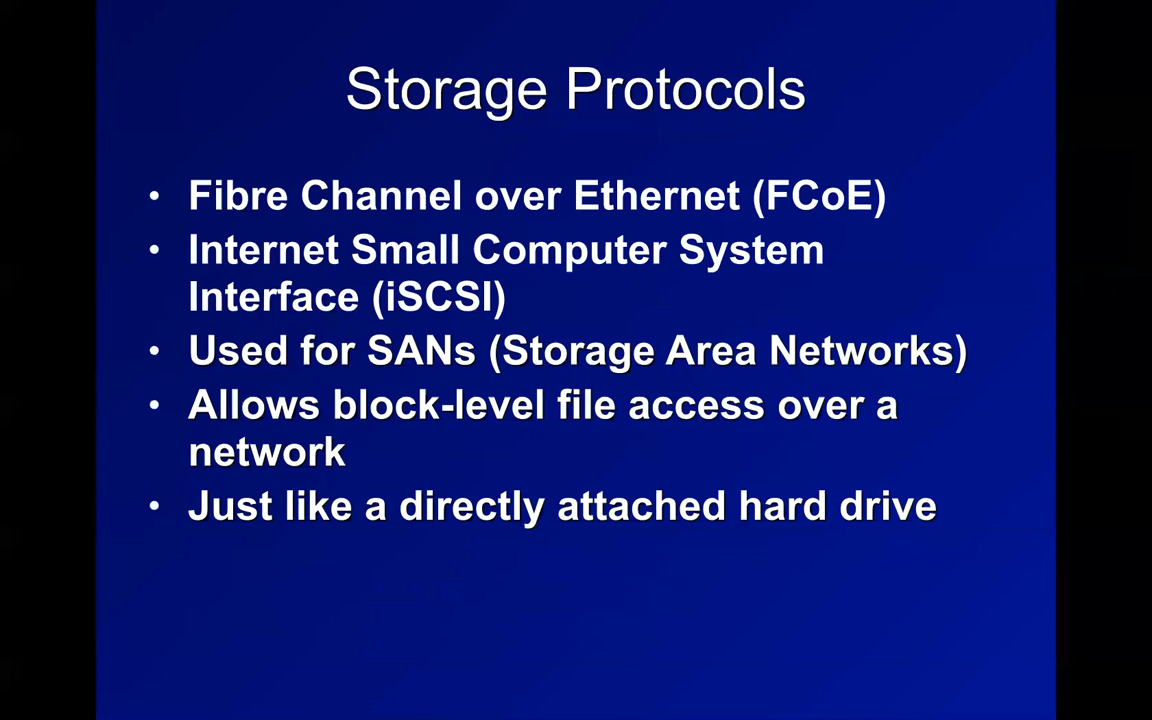 Storage Protocols
• Fibre Channel over Ethernet (FCoE)
• Internet Small Computer System
Interface (iSCSI)
• Used for SANs (Storage Area Networks)
• Allows block-level file access over a
network
• Just like a directly attached hard drive